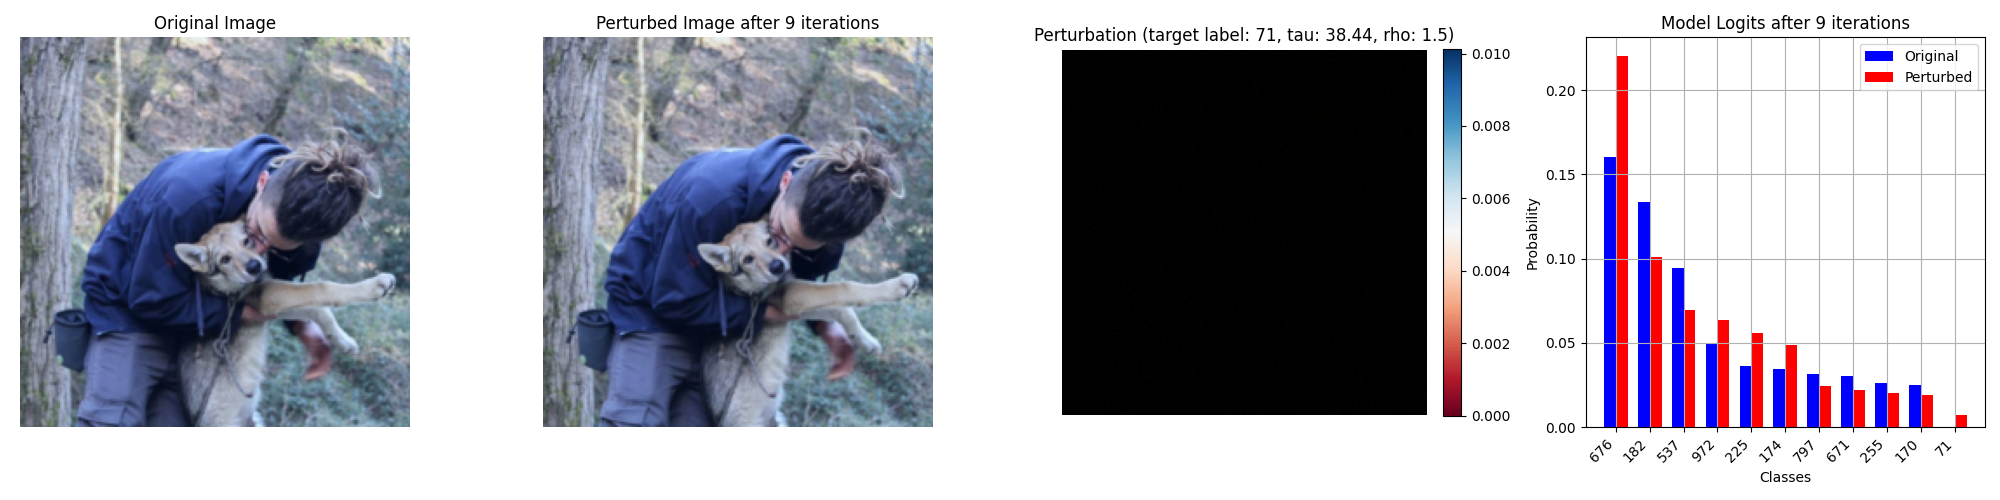 Original Image
Perturbed Image after 9 iterations
Perturbation (target label: 71, tau: 38.44, rho: 1.5)
0.010
0.008
0.006
0.004
0.002
0.000
Model Logits after 9 iterations
Original
Perturbed
Probability
0.20
0.15
0.10
0.05
0.00
676
182
537
972
225
174
797
671
255
170
71
Classes